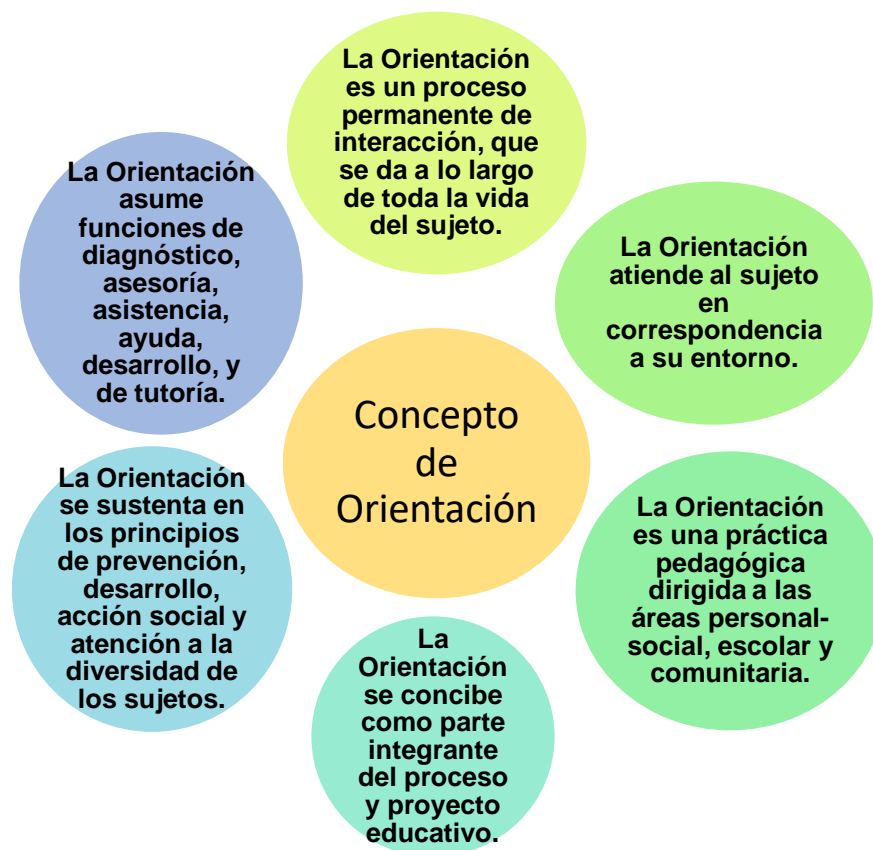 La Orientación
es un proceso
permanente de
interacción, que
se da a lo largo
de toda la vida
del sujeto.
La Orientación
atiende al sujeto
en
correspondencia
a su entorno.
La Orientación
es una práctica
pedagógica
dirigida a las
áreas personal-
social, escolar y
comunitaria.
La
Orientación
se concibe
como parte
integrante
del proceso
y proyecto
educativo.
La Orientación
se sustenta en
los principios
de prevención,
desarrollo,
acción social y
atención a la
diversidad de
los sujetos.
La Orientación
asume
funciones de
diagnóstico,
asesoría,
asistencia,
ayuda,
desarrollo, y
de tutoría.
Concepto
de
Orientación